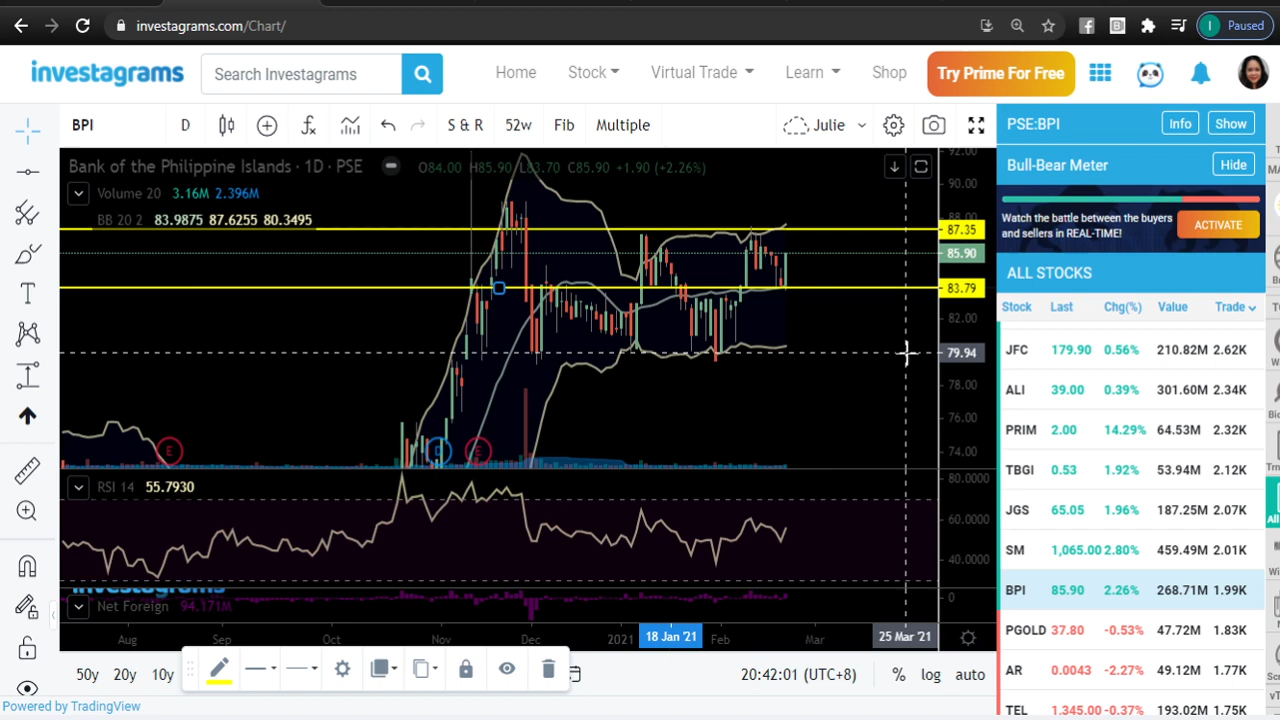 investagrams.com/Chart/
I Paused
investagrams
Search Investagrams
Home Stock Virtual Trade Learn Shop
Try Prime For Free
BPI D S & R 52w Fib Multiple Julie
Bank of the Philippine Islands · 1D · PSE O84.00 H85.90 L83.70 C85.90 +1.90 (+2.26%)
Volume 20 3.16M 2.396M
BB 20 2 83.9875 87.6255 80.3495
92.00
90.00
88.00
87.35
85.90
83.79
82.00
79.94
78.00
76.00
74.00
E D E
RSI 14 55.7930
80.0000
60.0000
40.0000
investagrams
Net Foreign 94.171M
0
Aug Sep Oct Nov Dec 2021 18 Jan '21 Feb Mar 25 Mar '21
50y 20y 10y
20:42:01 (UTC+8) % log auto
Powered by TradingView
PSE:BPI Info Show
Bull-Bear Meter Hide
Watch the battle between the buyers
and sellers in REAL-TIME!
ACTIVATE
ALL STOCKS
Stock Last Chg(%) Value Trade
JFC 179.90 0.56% 210.82M 2.62K
ALI 39.00 0.39% 301.60M 2.34K
PRIM 2.00 14.29% 64.53M 2.32K
TBGI 0.53 1.92% 53.94M 2.12K
JGS 65.05 1.96% 187.25M 2.07K
SM 1,065.00 2.80% 459.49M 2.01K
BPI 85.90 2.26% 268.71M 1.99K
PGOLD 37.80 -0.53% 47.72M 1.83K
AR 0.0043 -2.27% 49.12M 1.77K
TEL 1,345.00 -0.37% 193.02M 1.75K